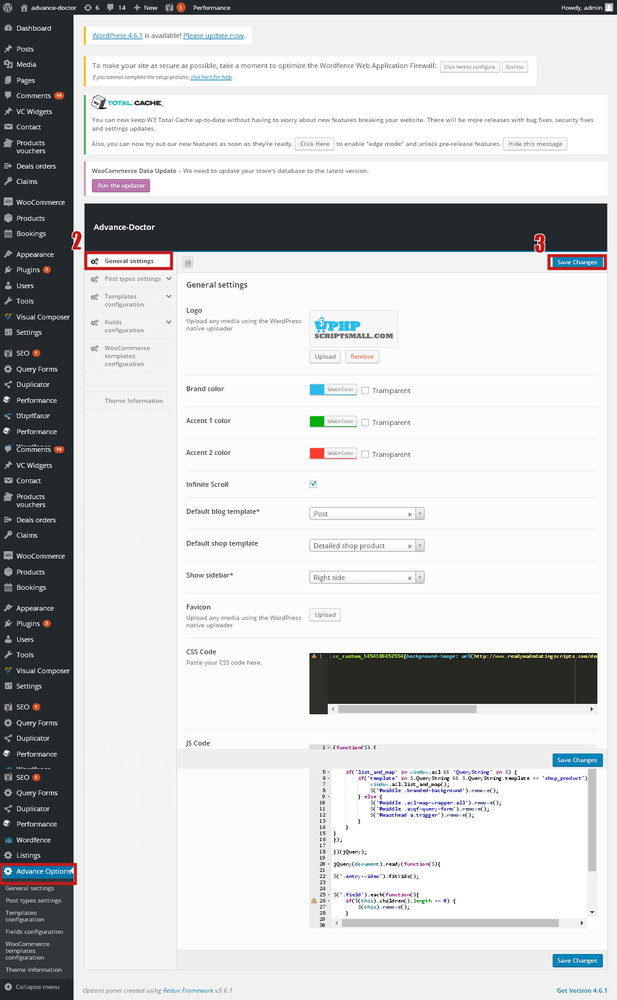 advance-doctor 6 14 New 1 Performance Howdy, admin
Dashboard
Posts
Media
Pages
Comments 14
VC Widgets
Contact
Products
vouchers
Deals orders
Claims
WooCommerce
Products
Bookings
Appearance
Plugins 2
Users
Tools
Visual Composer
Settings
SEO 1
Query Forms
Duplicator
Performance
Duplicator
Performance
Wordfence
Comments 14
VC Widgets
Contact
Products
vouchers
Deals orders
Claims
WooCommerce
Products
Bookings
Appearance
Plugins 2
Users
Tools
Visual Composer
Settings
SEO 1
Query Forms
Duplicator
Performance
Wordfence
SEO 1
Query Forms
Duplicator
Performance
Wordfence
Listings
Advance Options
General settings
Post types settings
Templates
configuration
Fields configuration
WooCommerce
templates
configuration
Theme Information
Collapse menu
WordPress 4.6.1 is available! Please update now.
To make your site as secure as possible, take a moment to optimize the Wordfence Web Application Firewall: Click here to configure. Dismiss
If you cannot complete the setup process, click here for help.
W3 TOTAL CACHE
You can now keep W3 Total Cache up-to-date without having to worry about new features breaking your website. There will be more releases with bug fixes, security fixes
and settings updates.
Also, you can now try out our new features as soon as they're ready. Click Here to enable "edge mode" and unlock pre-release features. Hide this message
WooCommerce Data Update – We need to update your store's database to the latest version.
Run the updater
Advance-Doctor
2
3
General settings
Post types settings
Templates
configuration
Fields
configuration
WooCommerce
templates
configuration
Theme Information
Save Changes
General settings
Logo
Upload any media using the WordPress
native uploader
PHP
SCRIPTSMALL.COM
Upload Remove
Brand color Select Color Transparent
Accent 1 color Select Color Transparent
Accent 2 color Select Color Transparent
Infinite Scroll
Default blog template* Post
Default shop template Detailed shop product
Show sidebar* Right side
Favicon
Upload any media using the WordPress
native uploader
Upload
CSS Code
Paste your CSS code here.
1 .vc_custom_1454169452554{background-image: url(http://www.readymadedatingscripts.com/de
JS Code
1 (function($) {
Save Changes
5 if('list_and_map' in window.azl && 'QueryString' in $) {
6 if('template' in $.QueryString && $.QueryString.template == 'shop_product')
7 window.azl.list_and_map();
8 $('#middle .branded-background').remove();
9 } else {
10 $('#middle .azl-map-wrapper.all').remove();
11 $('#middle .azqf-query-form').remove();
12 $('#masthead a.trigger').remove();
13 }
14 }
15 }
16 });
17
18 })(jQuery);
19
20 jQuery(document).ready(function($){
21
22 $('.entry-video').fitVids();
23
24
25 $('.field').each(function(){
26 if($(this).children().length == 0) {
27 $(this).remove();
28 }
29
30
Save Changes
Options panel created using Redux Framework v3.6.1
Get Version 4.6.1